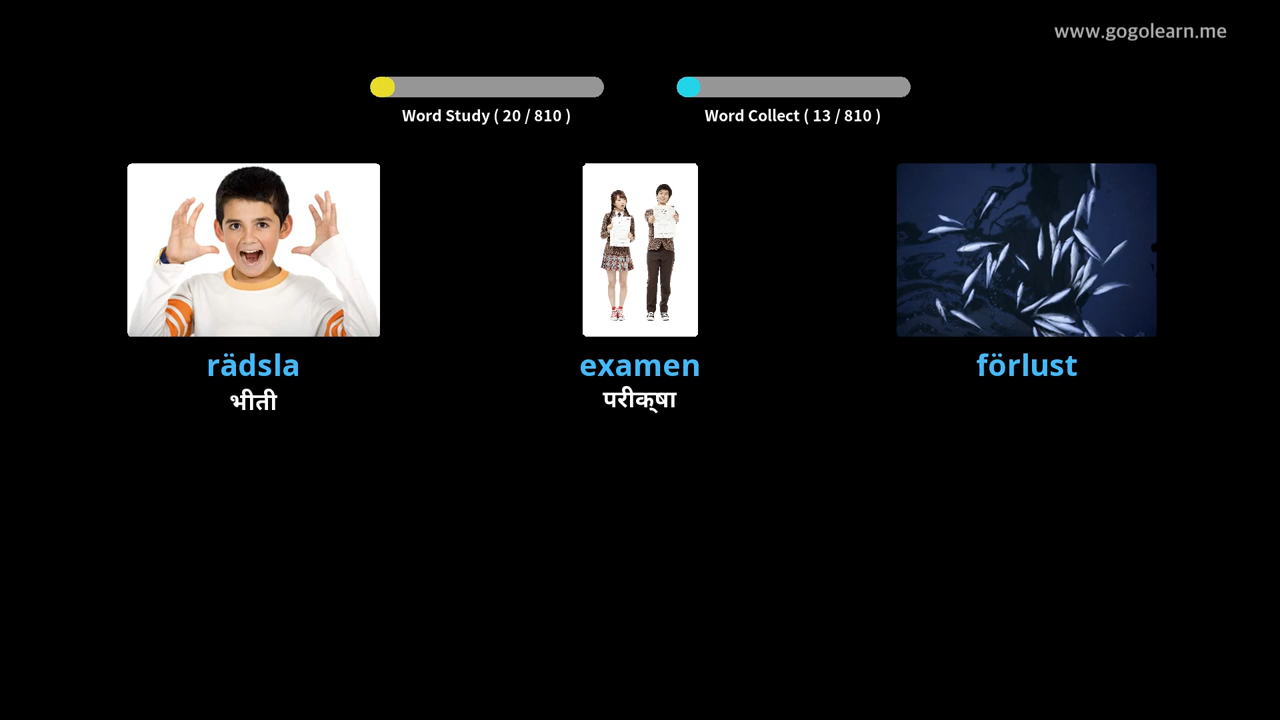 www.gogolearn.me
Word Study ( 20 / 810 )
Word Collect ( 13 / 810 )
rädsla
examen
förlust
भीती
परीक्षा